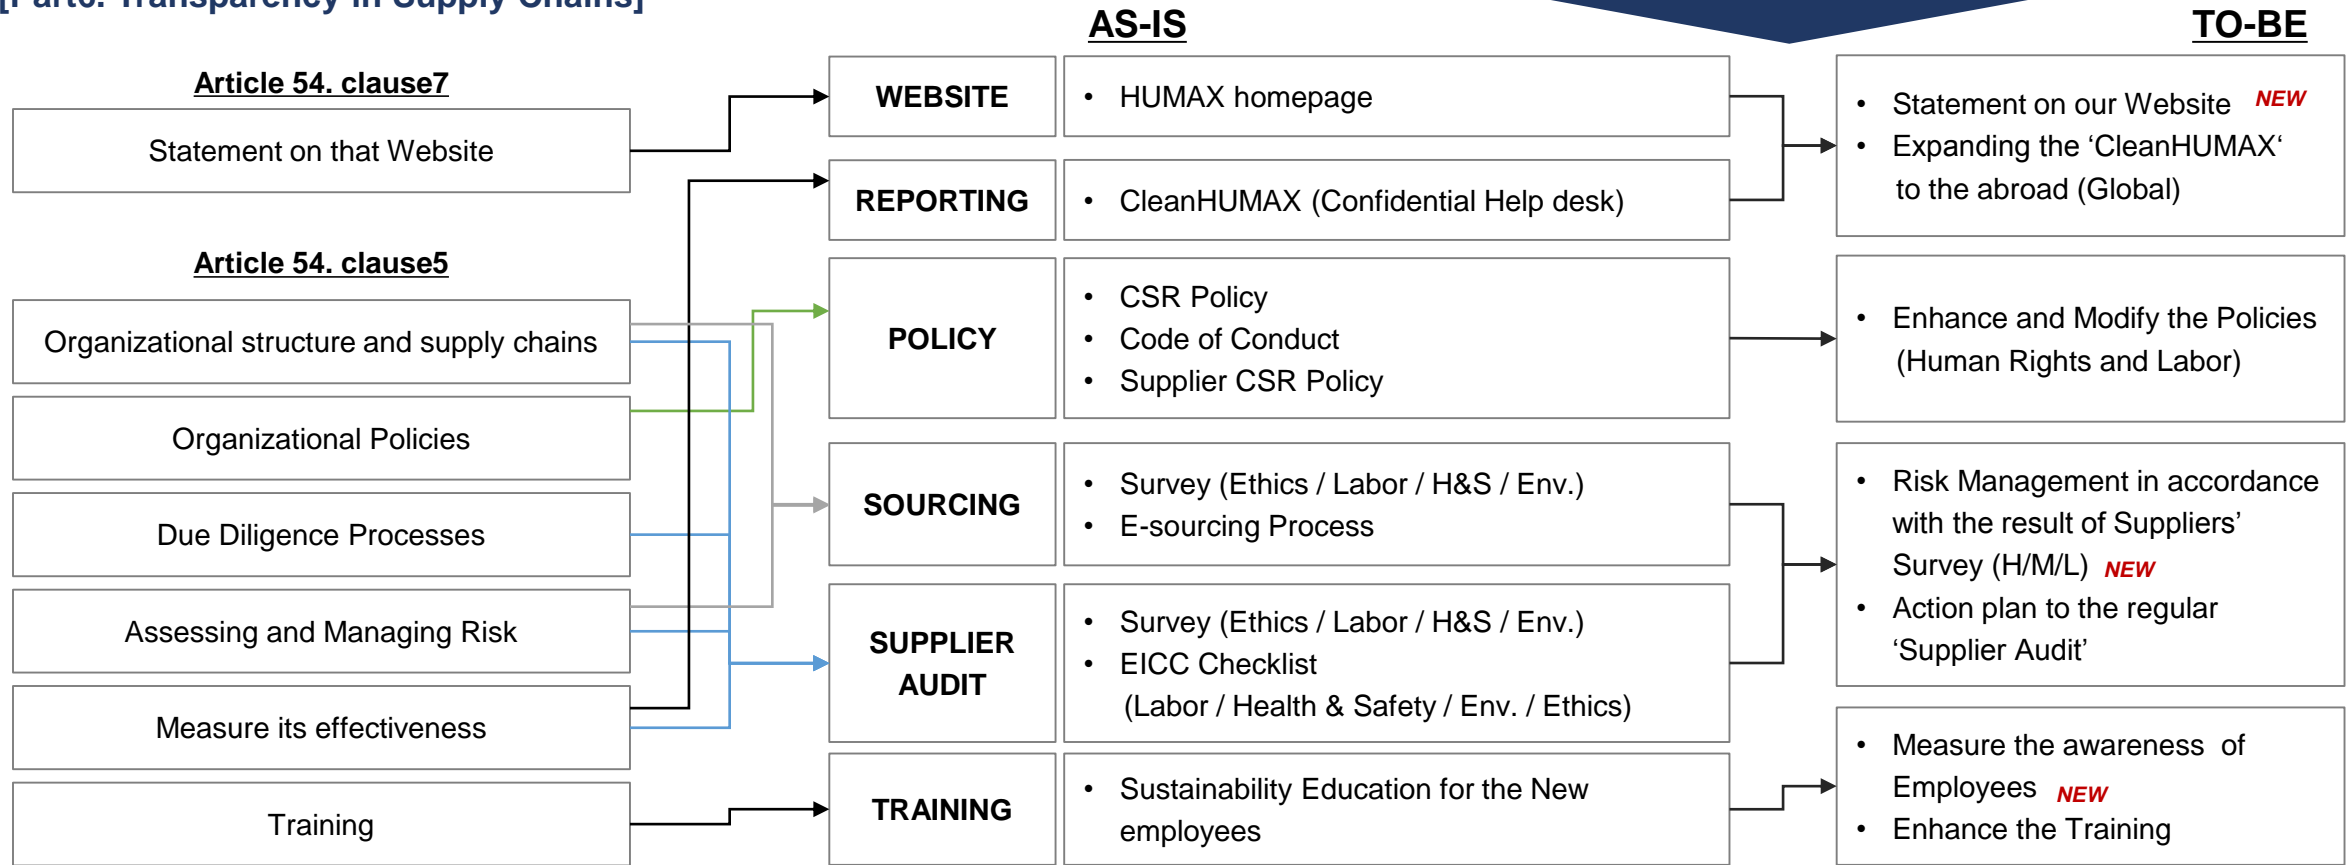 [Part6. Transparency in Supply Chains]
AS-IS
TO-BE
Article 54. clause7
Statement on that Website
Article 54. clause5
Organizational structure and supply chains
Organizational Policies
Due Diligence Processes
Assessing and Managing Risk
Measure its effectiveness
Training
WEBSITE
• HUMAX homepage
REPORTING
• CleanHUMAX (Confidential Help desk)
POLICY
• CSR Policy
• Code of Conduct
• Supplier CSR Policy
SOURCING
• Survey (Ethics / Labor / H&S / Env.)
• E-sourcing Process
SUPPLIER
AUDIT
• Survey (Ethics / Labor / H&S / Env.)
• EICC Checklist
(Labor / Health & Safety / Env. / Ethics)
TRAINING
• Sustainability Education for the New
employees
• Statement on our Website NEW
• Expanding the ‘CleanHUMAX‘
to the abroad (Global)
• Enhance and Modify the Policies
(Human Rights and Labor)
• Risk Management in accordance
with the result of Suppliers’
Survey (H/M/L) NEW
• Action plan to the regular
‘Supplier Audit’
• Measure the awareness of
Employees NEW
• Enhance the Training